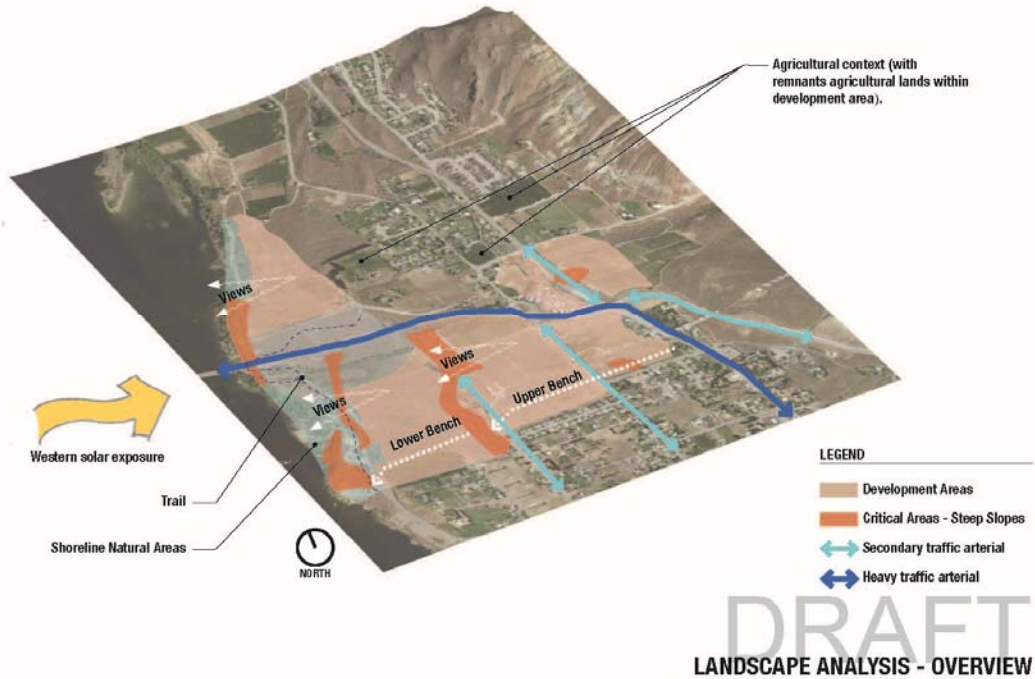 Agricultural context (with
remnants agricultural lands within
development area).
Views
Views
Views
Upper Bench
Lower Bench
Western solar exposure
Trail
Shoreline Natural Areas
NORTH
LEGEND
Development Areas
Critical Areas - Steep Slopes
Secondary traffic arterial
Heavy traffic arterial
DRAFT
LANDSCAPE ANALYSIS - OVERVIEW